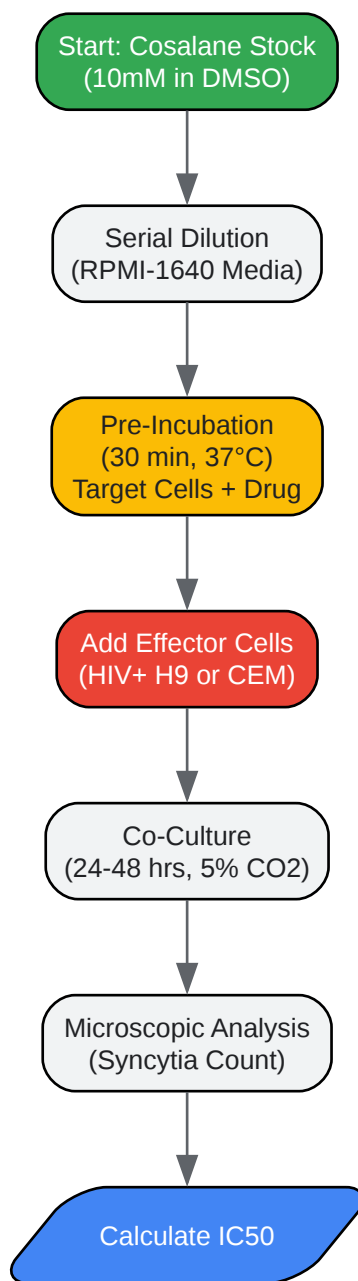 Start: Cosalane Stock
(10mM in DMSO)
Serial Dilution
(RPMI-1640 Media)
Pre-Incubation
(30 min, 37°C)
Target Cells + Drug
Add Effector Cells
(HIV+ H9 or CEM)
Co-Culture
(24-48 hrs, 5% CO2)
Microscopic Analysis
(Syncytia Count)
Calculate IC50